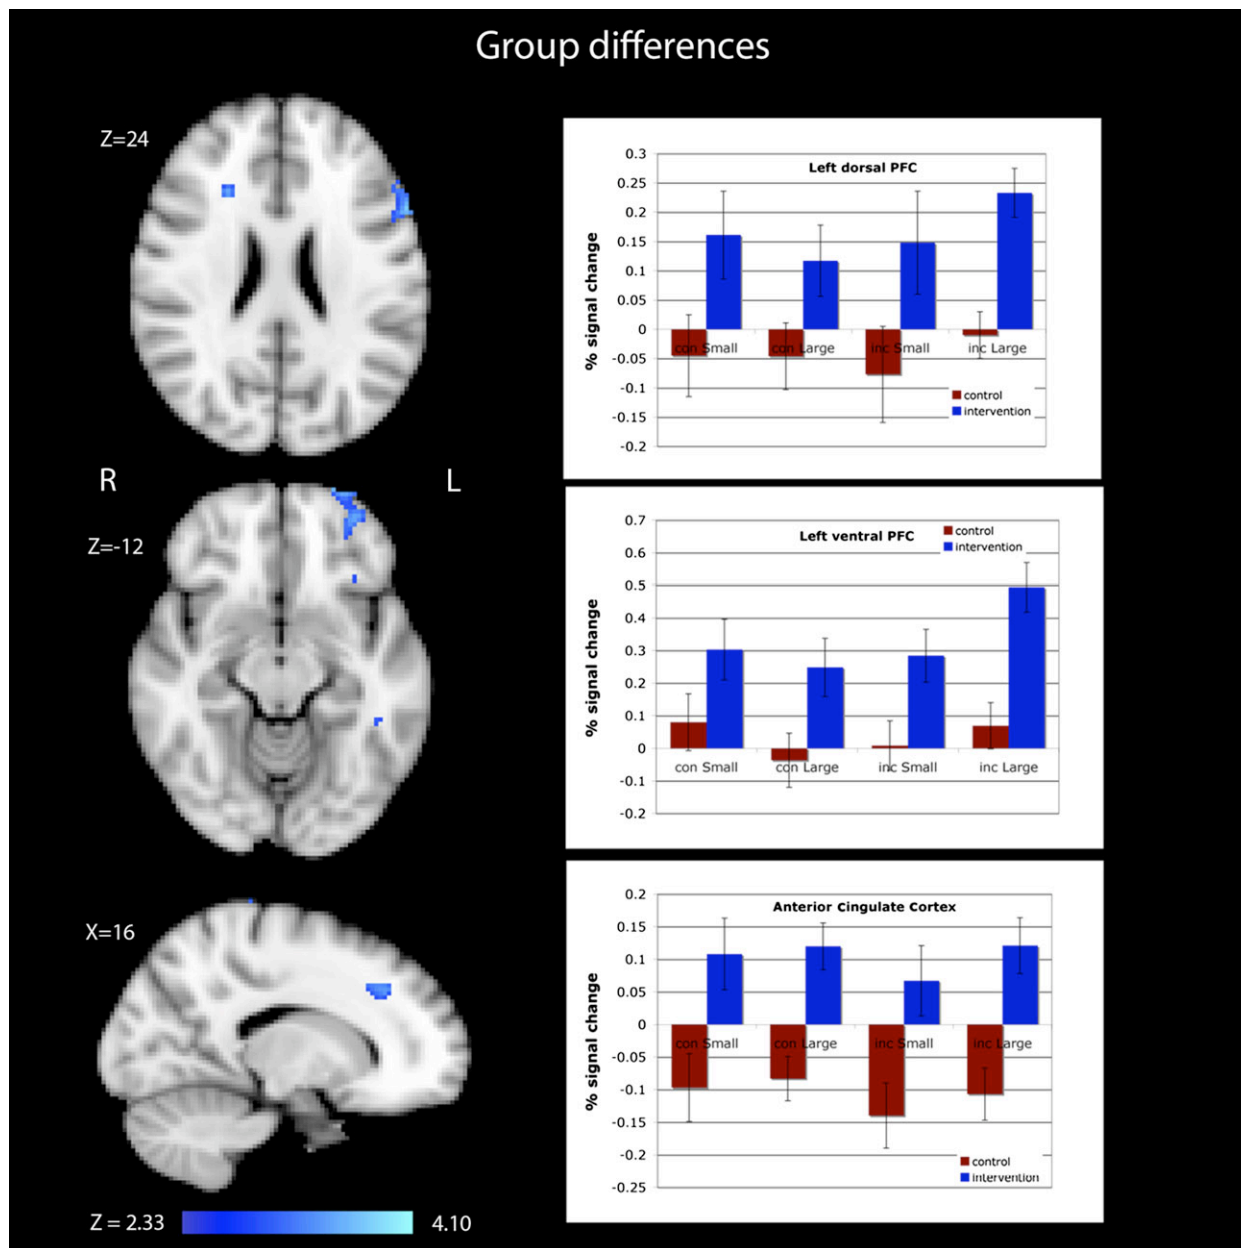 Group differences
Z=24
R L
Z=-12
X=16
Z = 2.33 4.10
Left dorsal PFC
% signal change
0.3
0.25
0.2
0.15
0.1
0.05
0
-0.05
-0.1
-0.15
-0.2
con Small con Large inc Small inc Large
control
intervention
Left ventral PFC
% signal change
0.7
0.6
0.5
0.4
0.3
0.2
0.1
0
-0.1
-0.2
con Small con Large inc Small inc Large
control
intervention
Anterior Cingulate Cortex
% signal change
0.2
0.15
0.1
0.05
0
-0.05
-0.1
-0.15
-0.2
-0.25
con Small con Large inc Small inc Large
control
intervention